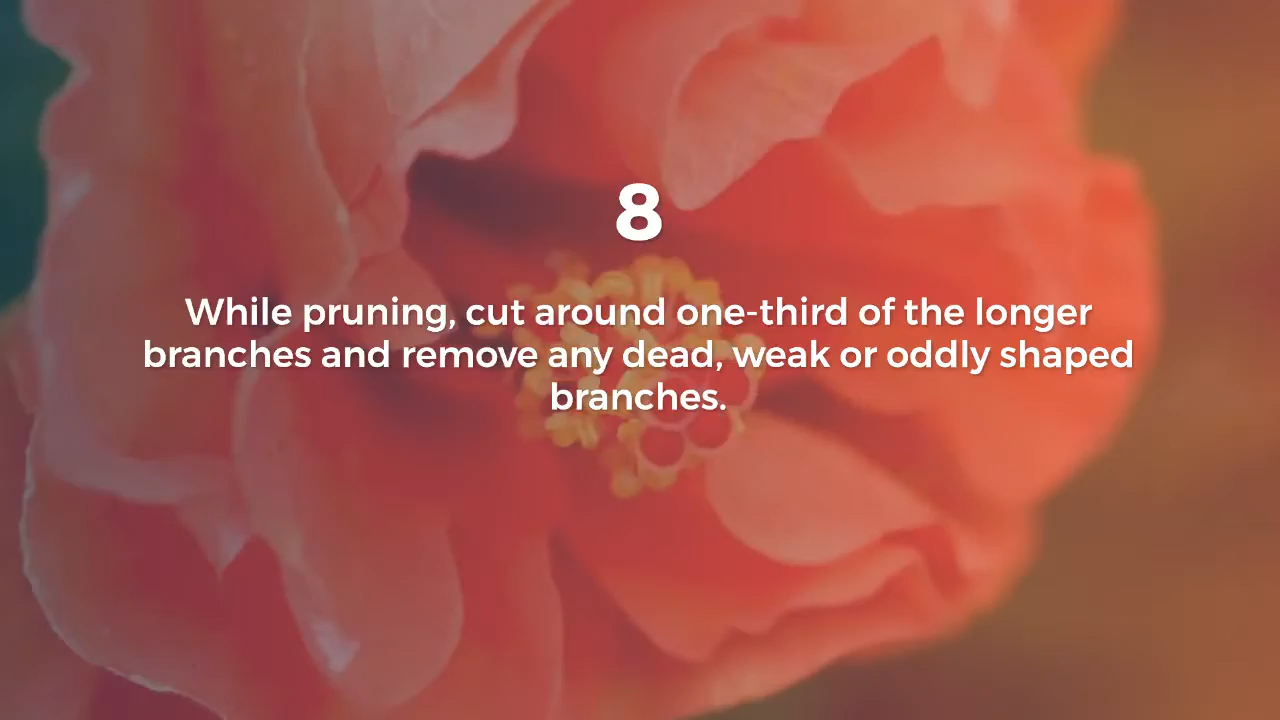 8
While pruning, cut around one-third of the longer
branches and remove any dead, weak or oddly shaped
branches.